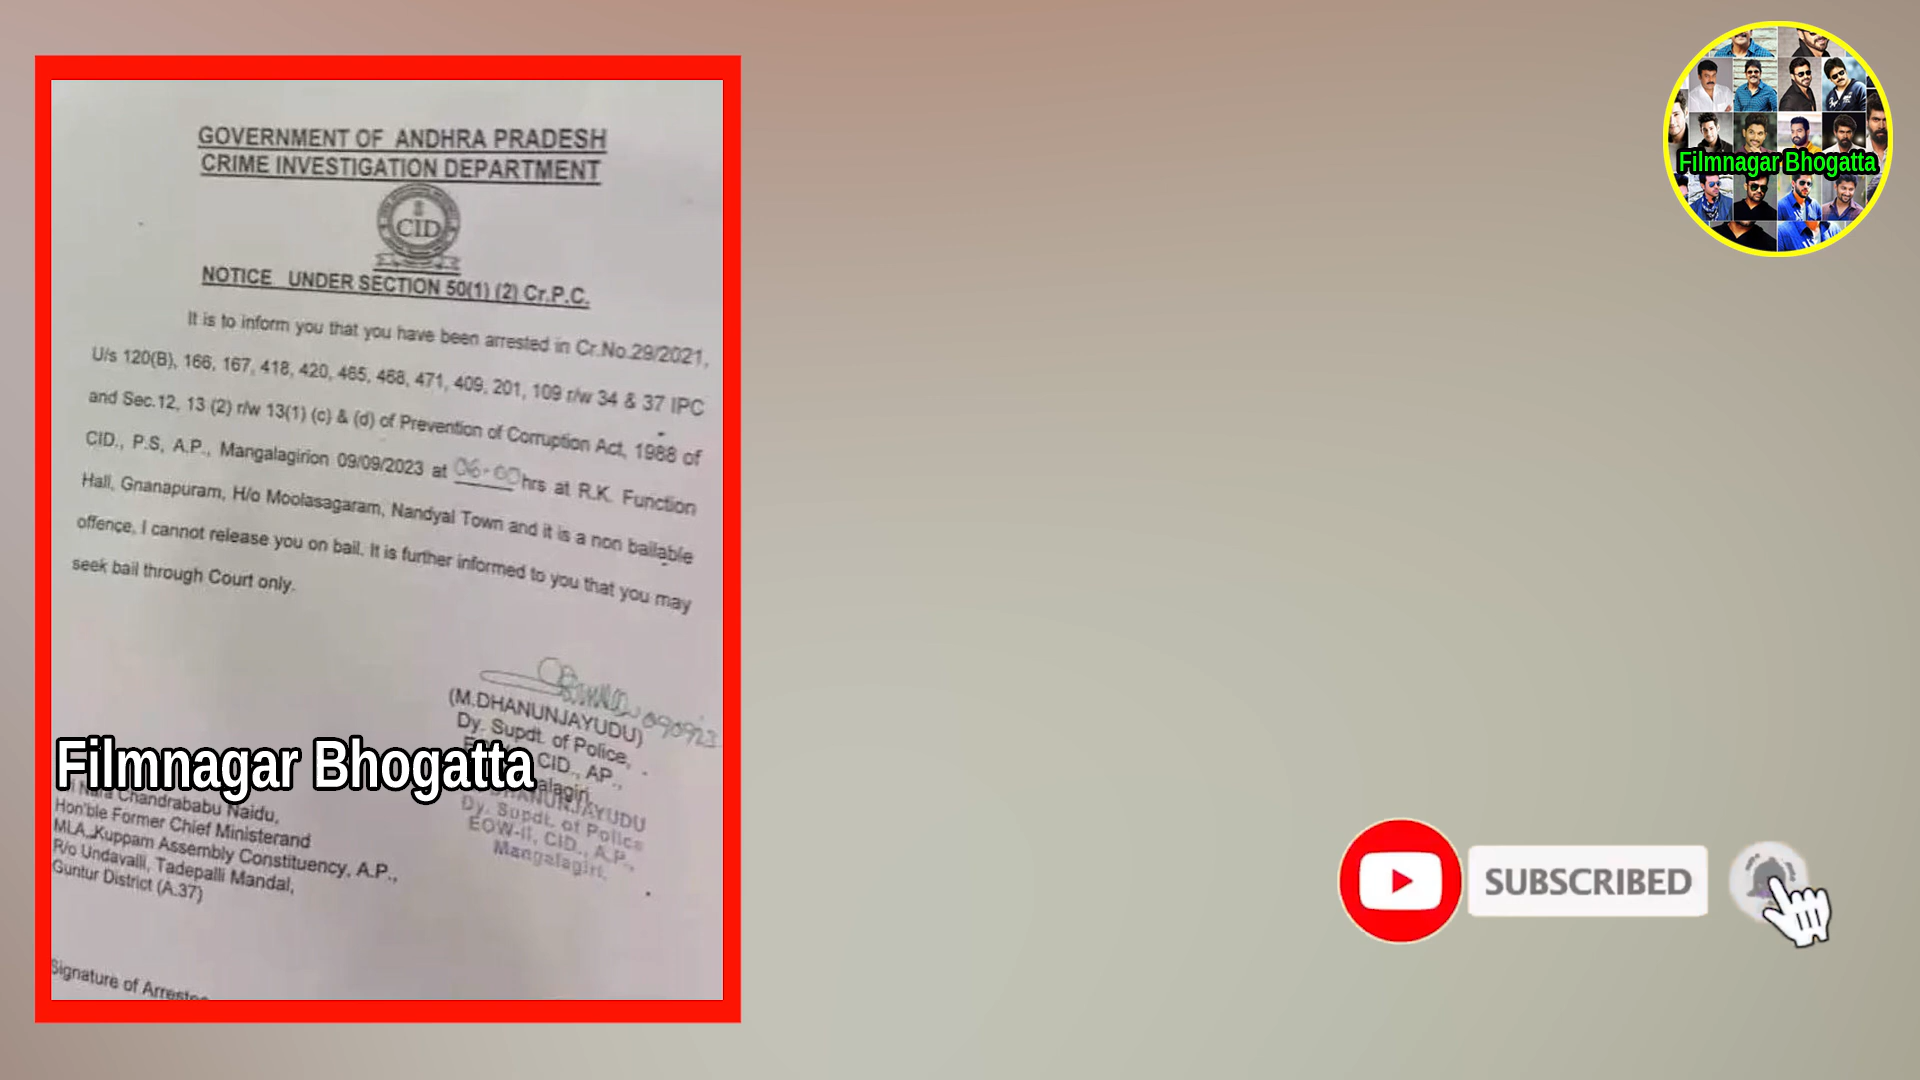 GOVERNMENT OF ANDHRA PRADESH
CRIME INVESTIGATION DEPARTMENT
CID
NOTICE UNDER SECTION 50(1) (2) Cr.P.C.
It is to inform you that you have been arrested in Cr.No.29/2021,
U/s 120(B), 166, 167, 418, 420, 465, 468, 471, 409, 201, 109 r/w 34 & 37 IPC
and Sec.12, 13 (2) r/w 13(1) (c) & (d) of Prevention of Corruption Act, 1988 of
CID., P.S, A.P., Mangalagirion 09/09/2023 at 06-00 hrs at R.K. Function
Hall, Gnanapuram, H/o Moolasagaram, Nandyal Town and it is a non bailable
offence, I cannot release you on bail. It is further informed to you that you may
seek bail through Court only.
090923
(M.DHANUNJAYUDU)
Dy. Supdt. of Police,
CID., AP.,
DHANUNJAYUDU
Dy. Supdt. of Police
EOW-II, CID., A.P.,
Mangalagiri.
Filmnagar Bhogatta
Nara Chandrababu Naidu,
Hon'ble Former Chief Ministerand
MLA.,Kuppam Assembly Constituency, A.P.,
R/o Undavalli, Tadepalli Mandal,
Guntur District (A.37)
Signature of
Filmnagar Bhogatta
SUBSCRIBED